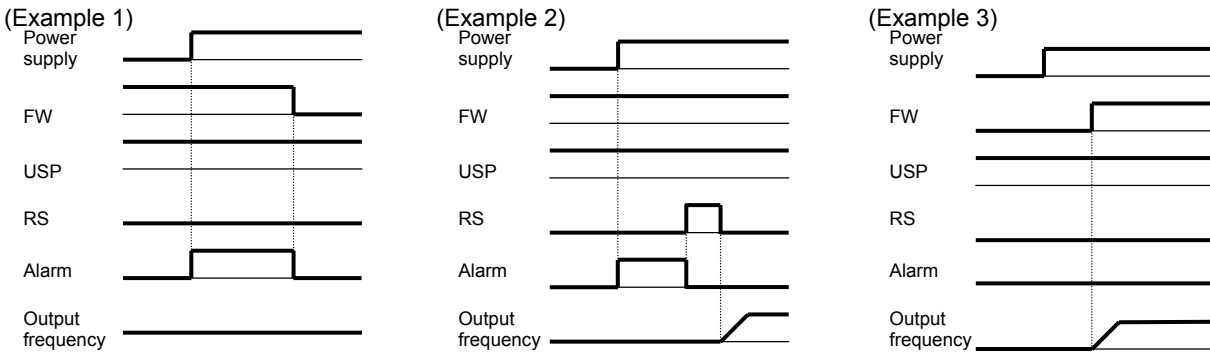 (Example 1)
Power
supply
FW
USP
RS
Alarm
Output
frequency
(Example 2)
Power
supply
FW
USP
RS
Alarm
Output
frequency
(Example 3)
Power
supply
FW
USP
RS
Alarm
Output
frequency